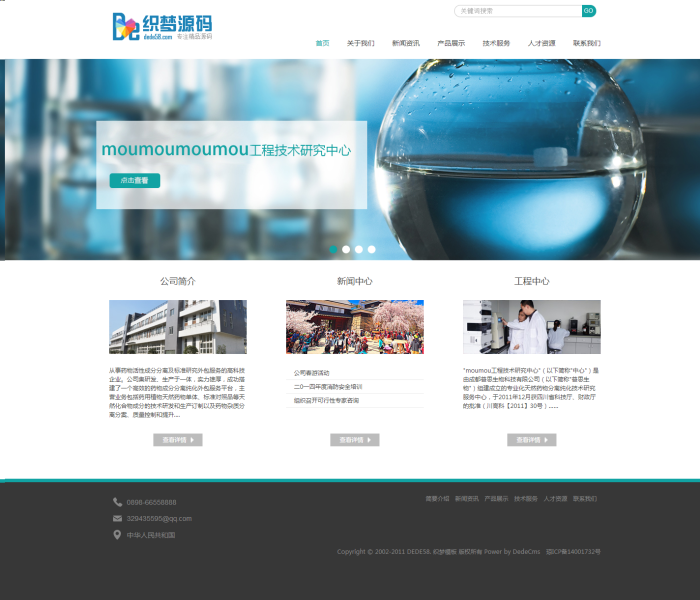 织梦源码
dede58.com 专注精品源码
关键词搜索 GO
首页 关于我们 新闻资讯 产品展示 技术服务 人才资源 联系我们
moumoumoumou工程技术研究中心
点击查看
公司简介
从事药物活性成分分离及标准研究外包服务的高科技
企业。公司集研发、生产于一体，实力雄厚，成功搭
建了一个高效的药物成分分离纯化外包服务平台，主
营业务包括药用植物天然药物单体、标准对照品等天
然化合物成分的技术研发和生产订制以及药物杂质分
离分离、质量控制和提升....
查看详情
新闻中心
公司春游活动
二0一四年度消防安全培训
组织召开可行性专家咨询
查看详情
工程中心
"moumou工程技术研究中心"（以下简称"中心"）是
由成都普思生物科技有限公司（以下简称"普思生
物"）组建成立的专业化天然药物分离纯化技术研究
服务中心，于2011年12月获四川省科技厅、财政厅
的批准（川高科【2011】30号）......
查看详情
0898-66558888
329435595@qq.com
中华人民共和国
简要介绍 新闻资讯 产品展示 技术服务 人才资源 联系我们
Copyright © 2002-2011 DEDE58. 织梦模板 版权所有 Power by DedeCms 琼ICP备14001732号